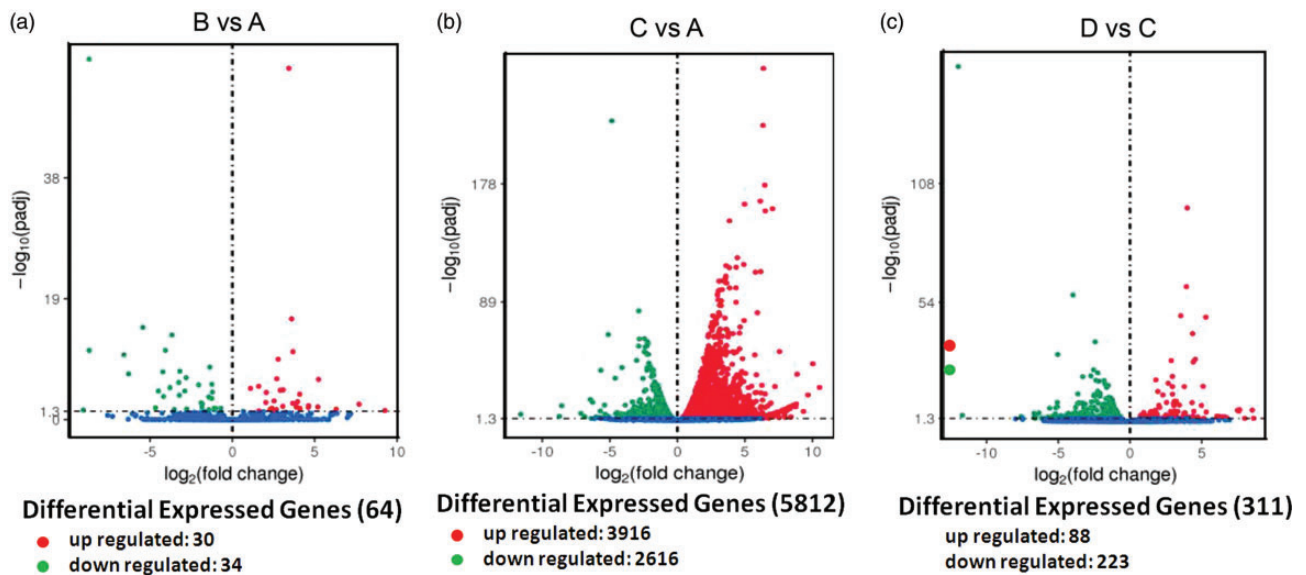 (a)
B vs A
−log10(padj)
38
19
1.3
0
-5
0
5
10
log2(fold change)
Differential Expressed Genes (64)
up regulated: 30
down regulated: 34
(b)
C vs A
−log10(padj)
178
89
1.3
-10
-5
0
5
10
log2(fold change)
Differential Expressed Genes (5812)
up regulated: 3916
down regulated: 2616
(c)
D vs C
−log10(padj)
108
54
1.3
-10
-5
0
5
log2(fold change)
Differential Expressed Genes (311)
up regulated: 88
down regulated: 223